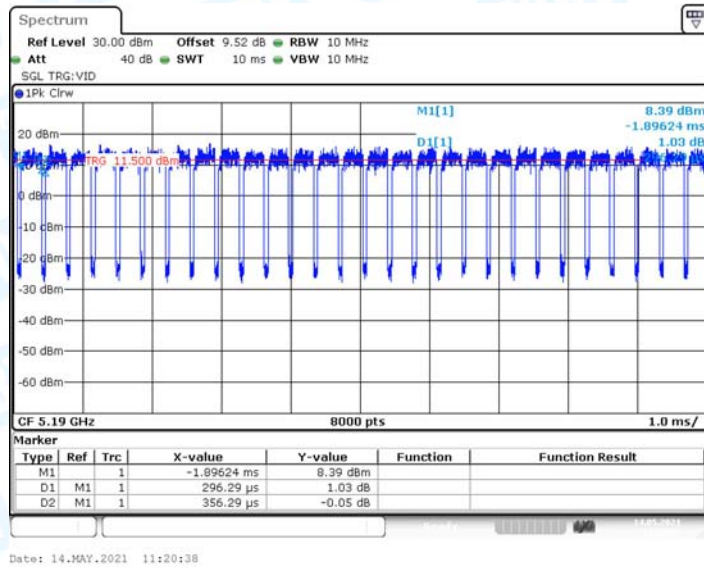 Spectrum
Ref Level 30.00 dBm Offset 9.52 dB RBW 10 MHz
Att 40 dB SWT 10 ms VBW 10 MHz
SGL TRG:VID
1Pk Clrw
M1[1] 8.39 dBm
-1.89624 ms
20 dBm
D1[1] 1.03 dB
TRG 11.500 dBm
0 dBm
-10 dBm
-20 dBm
-30 dBm
-40 dBm
-50 dBm
-60 dBm
CF 5.19 GHz 8000 pts 1.0 ms/
Marker
Type Ref Trc X-value Y-value Function Function Result
M1 1 -1.89624 ms 8.39 dBm
D1 M1 1 296.29 µs 1.03 dB
D2 M1 1 356.29 µs -0.05 dB
14.05.2021
Date: 14.MAY.2021 11:20:38